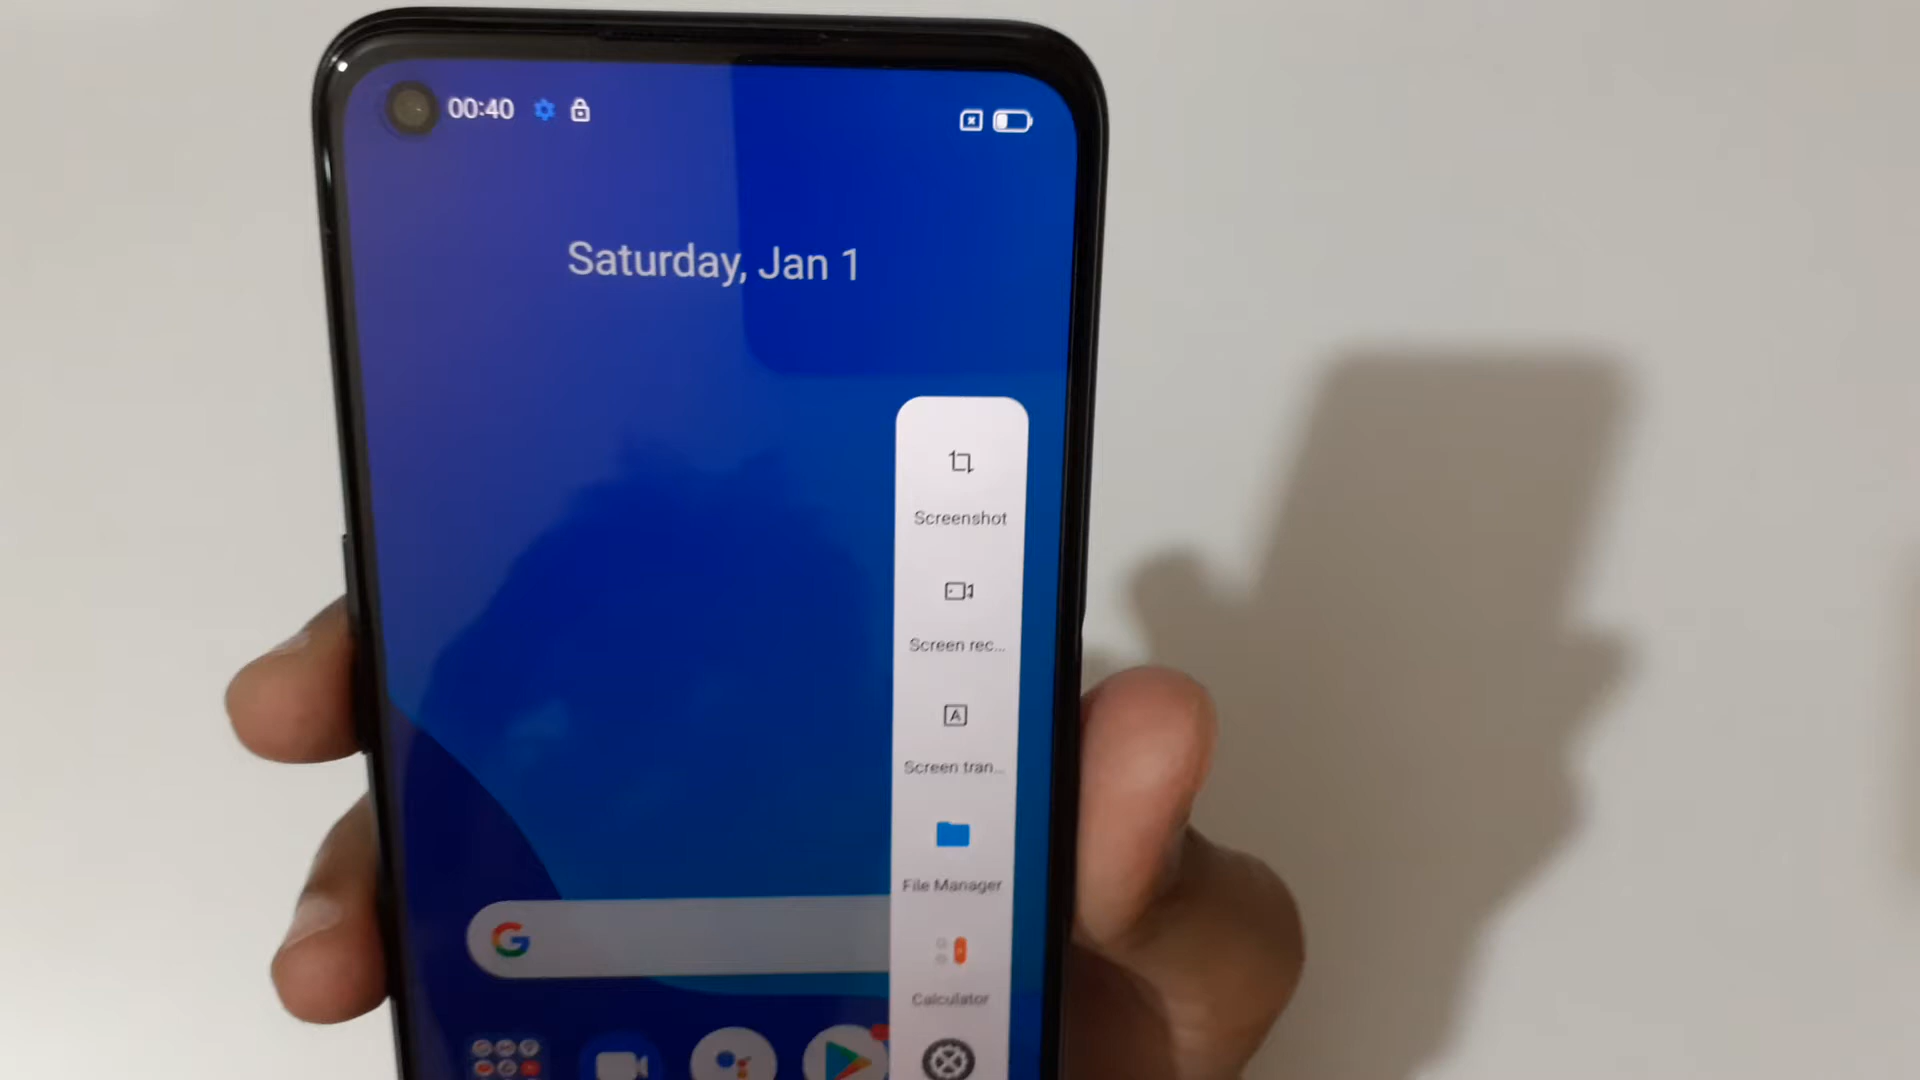 00:40
Saturday, Jan 1
Screenshot
Screen rec...
A
Screen tran...
File Manager
G
Calculator